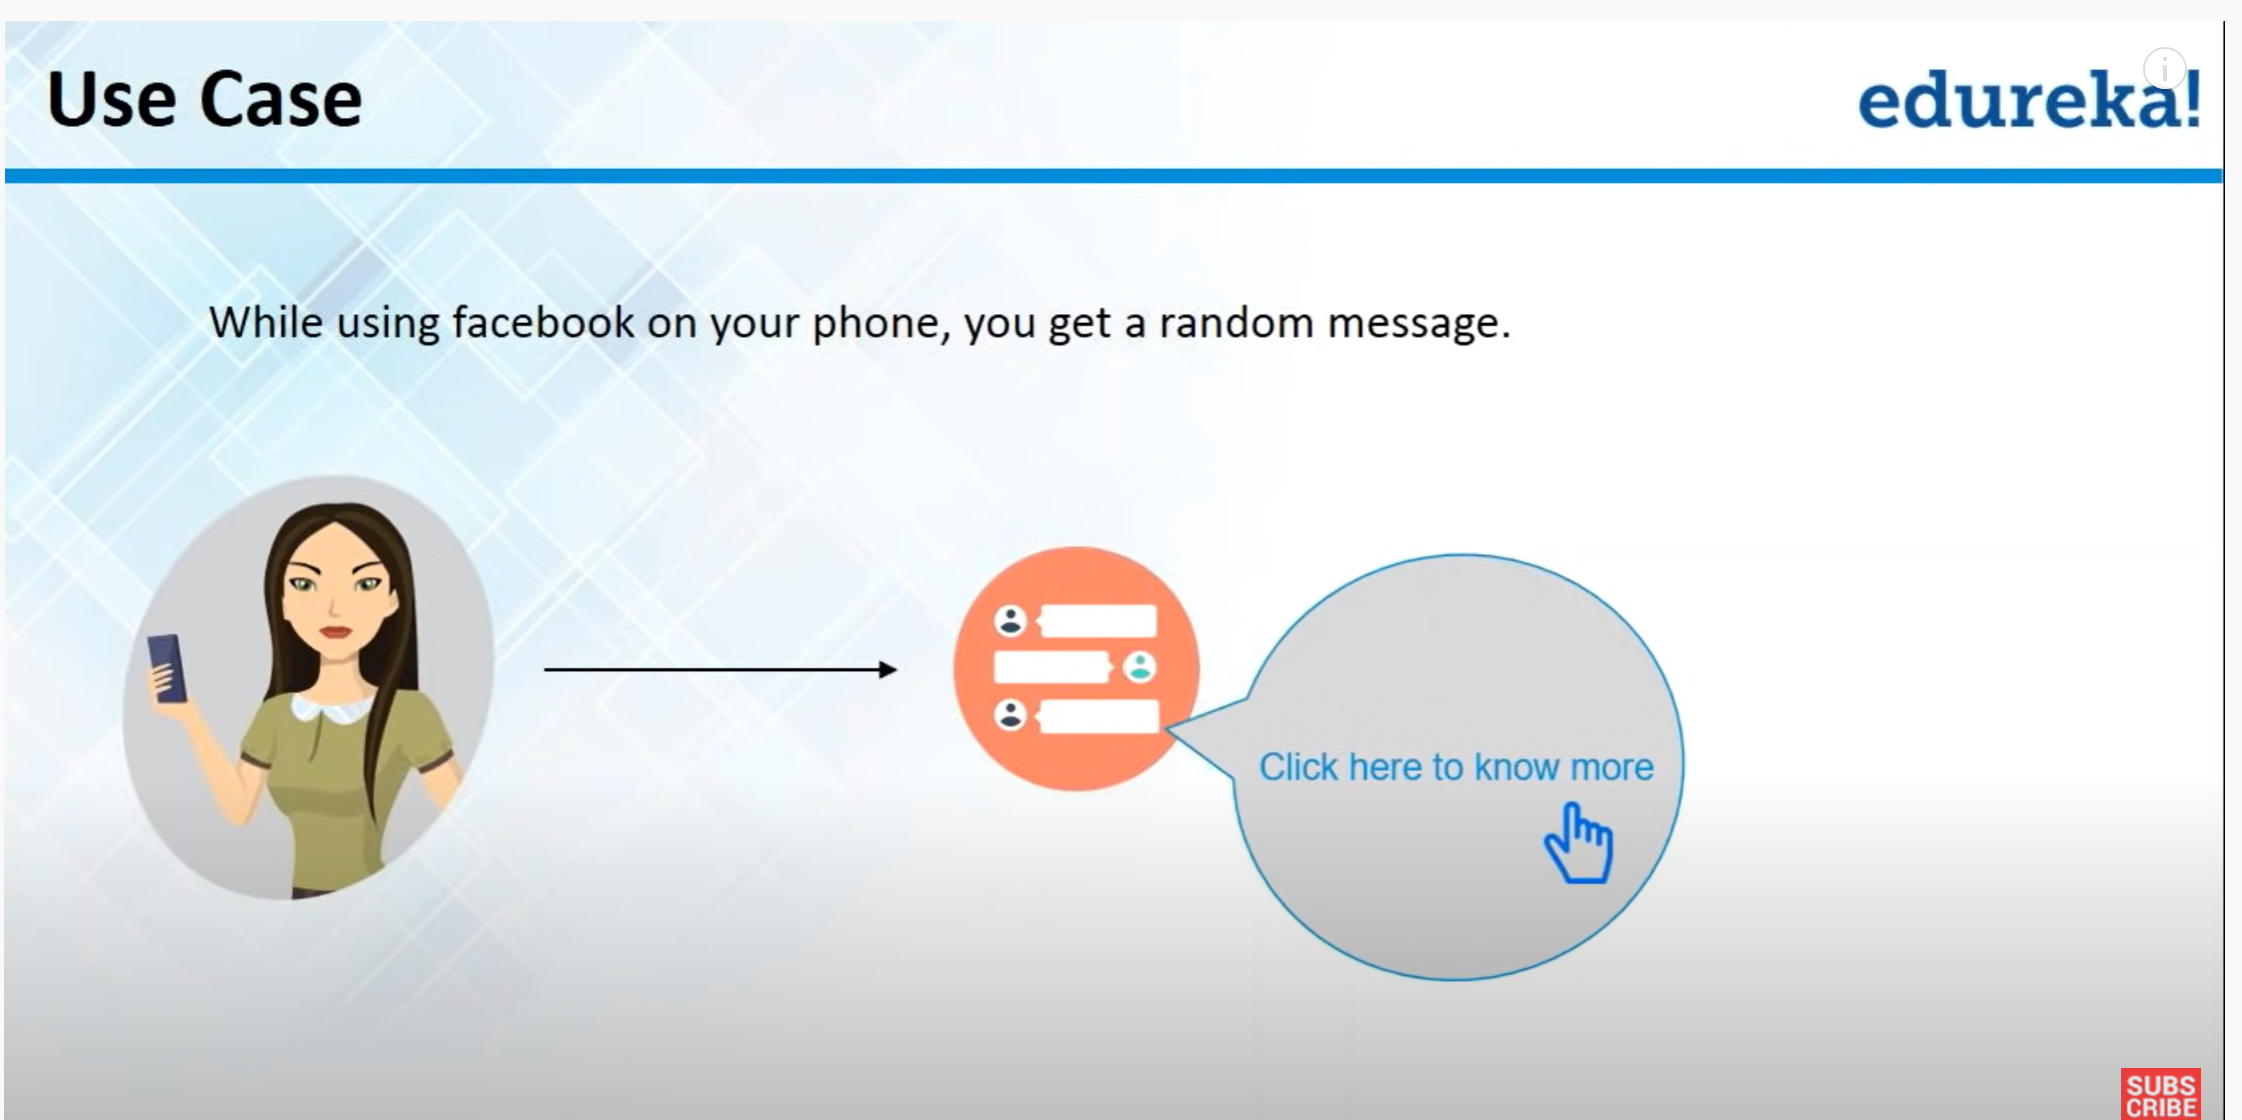 Use Case
edureka!
While using facebook on your phone, you get a random message.
Click here to know more
SUBS
CRIBE